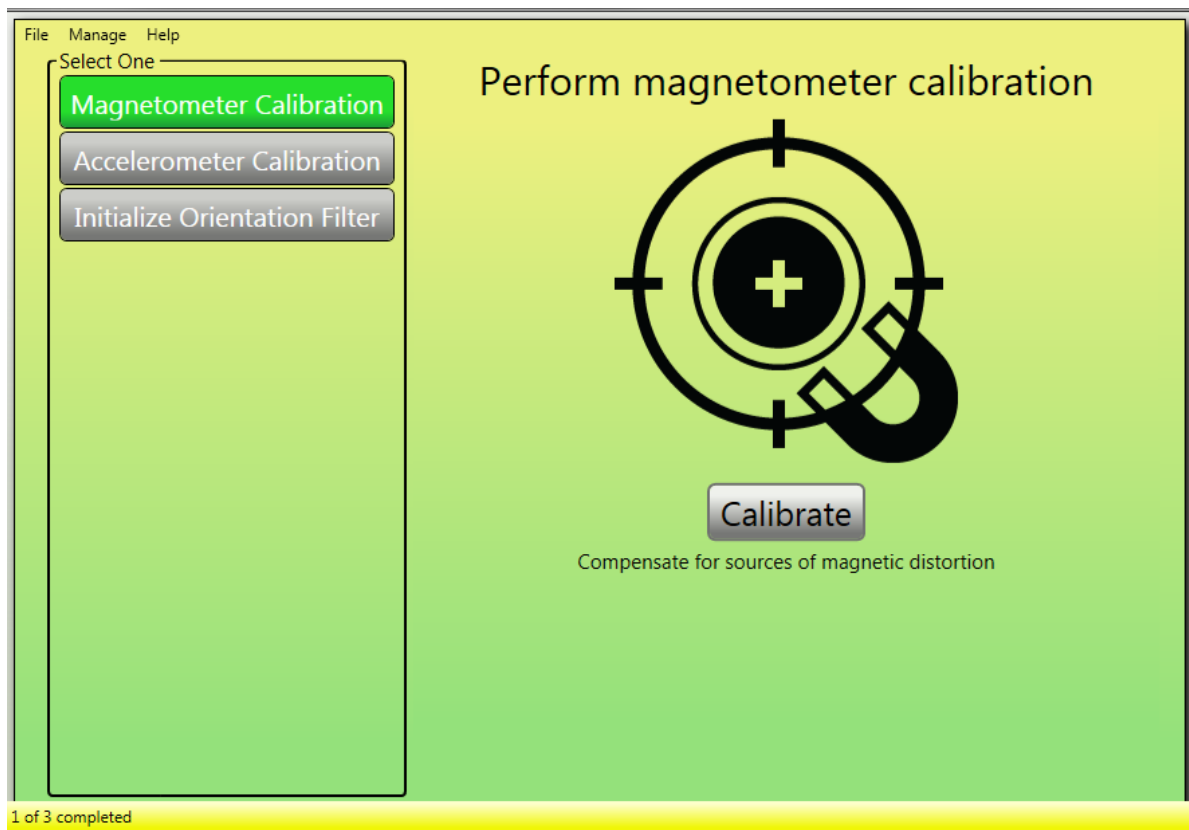 File Manage Help
Select One
Magnetometer Calibration
Accelerometer Calibration
Initialize Orientation Filter
Perform magnetometer calibration
Calibrate
Compensate for sources of magnetic distortion
1 of 3 completed